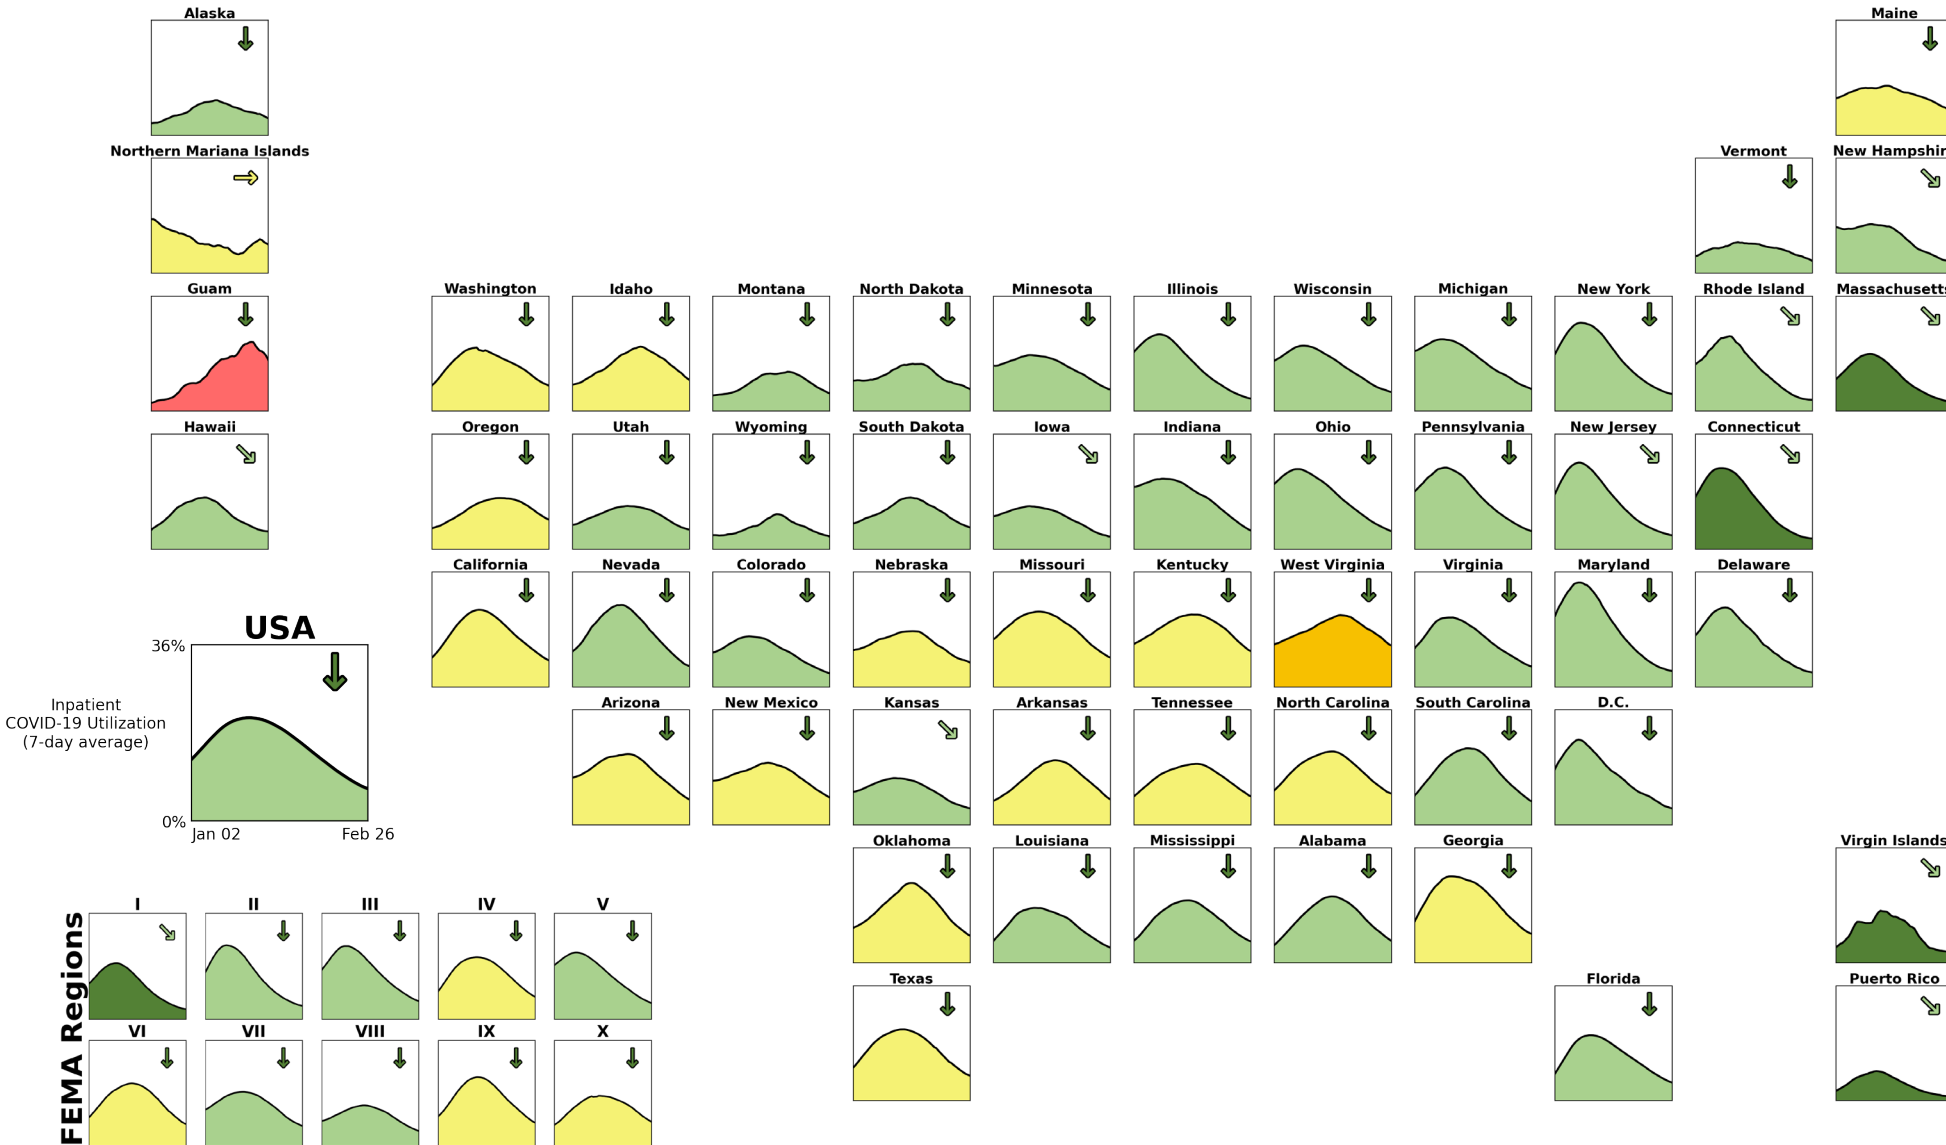 Alaska
Maine
Northern Mariana Islands
Vermont
New Hampshir
Guam
Washington
Idaho
Montana
North Dakota
Minnesota
Illinois
Wisconsin
Michigan
New York
Rhode Island
Massachusetts
Hawaii
Oregon
Utah
Wyoming
South Dakota
Iowa
Indiana
Ohio
Pennsylvania
New Jersey
Connecticut
California
Nevada
Colorado
Nebraska
Missouri
Kentucky
West Virginia
Virginia
Maryland
Delaware
USA
36%
Inpatient
COVID-19 Utilization
(7-day average)
0%
Jan 02
Feb 26
Arizona
New Mexico
Kansas
Arkansas
Tennessee
North Carolina
South Carolina
D.C.
Oklahoma
Louisiana
Mississippi
Alabama
Georgia
Virgin Islands
FEMA Regions
I
II
III
IV
V
VI
VII
VIII
IX
X
Texas
Florida
Puerto Rico